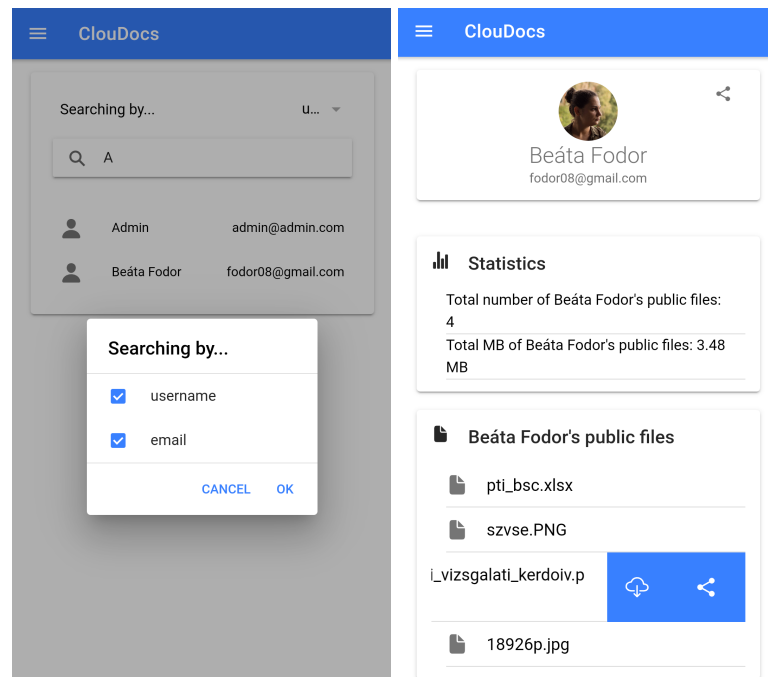 ClouDocs
Searching by...
u...
A
Admin
admin@admin.com
Beáta Fodor
fodor08@gmail.com
Searching by...
username
email
CANCEL
OK
ClouDocs
Beáta Fodor
fodor08@gmail.com
Statistics
Total number of Beáta Fodor's public files:
4
Total MB of Beáta Fodor's public files: 3.48
MB
Beáta Fodor's public files
pti_bsc.xlsx
szvse.PNG
i_vizsgalati_kerdoiv.p
18926p.jpg